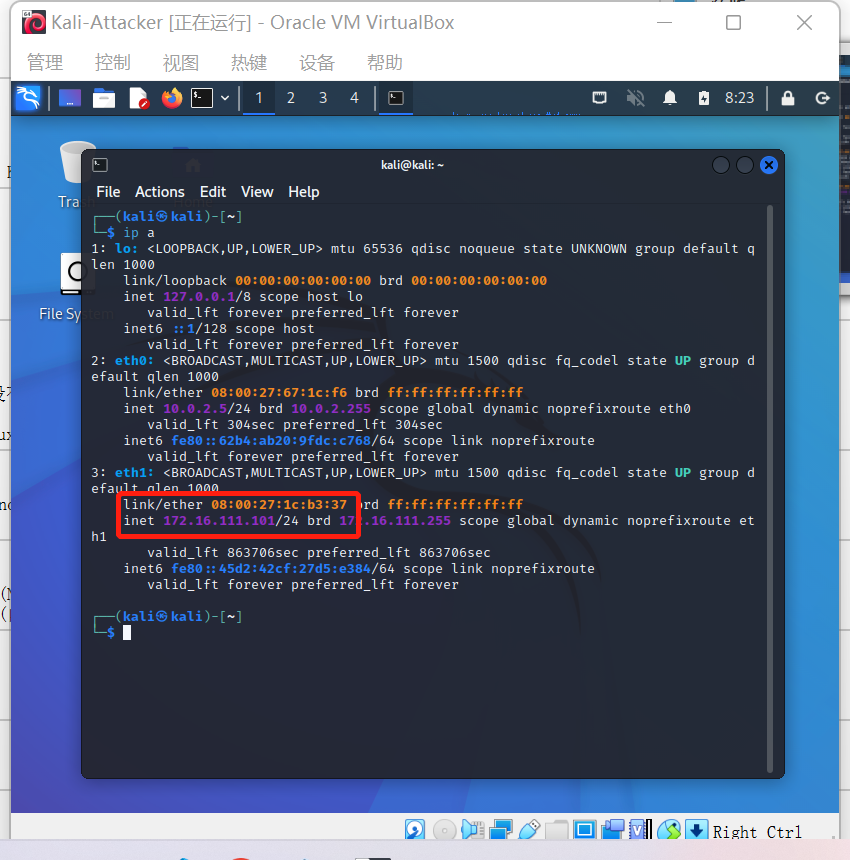 Kali-Attacker [正在运行] - Oracle VM VirtualBox
管理 控制 视图 热键 设备 帮助
1 2 3 4 8:23
Trash
File System
kali@kali: ~
File Actions Edit View Help
┌──(kali㉿kali)-[~]
└─$ ip a
1: lo: <LOOPBACK,UP,LOWER_UP> mtu 65536 qdisc noqueue state UNKNOWN group default q
len 1000
link/loopback 00:00:00:00:00:00 brd 00:00:00:00:00:00
inet 127.0.0.1/8 scope host lo
valid_lft forever preferred_lft forever
inet6 ::1/128 scope host
valid_lft forever preferred_lft forever
2: eth0: <BROADCAST,MULTICAST,UP,LOWER_UP> mtu 1500 qdisc fq_codel state UP group d
efault qlen 1000
link/ether 08:00:27:67:1c:f6 brd ff:ff:ff:ff:ff:ff
inet 10.0.2.5/24 brd 10.0.2.255 scope global dynamic noprefixroute eth0
valid_lft 304sec preferred_lft 304sec
inet6 fe80::62b4:ab20:9fdc:c768/64 scope link noprefixroute
valid_lft forever preferred_lft forever
3: eth1: <BROADCAST,MULTICAST,UP,LOWER_UP> mtu 1500 qdisc fq_codel state UP group d
efault qlen 1000
link/ether 08:00:27:1c:b3:37 brd ff:ff:ff:ff:ff:ff
inet 172.16.111.101/24 brd 172.16.111.255 scope global dynamic noprefixroute et
h1
valid_lft 863706sec preferred_lft 863706sec
inet6 fe80::45d2:42cf:27d5:e384/64 scope link noprefixroute
valid_lft forever preferred_lft forever
┌──(kali㉿kali)-[~]
└─$
Right Ctrl